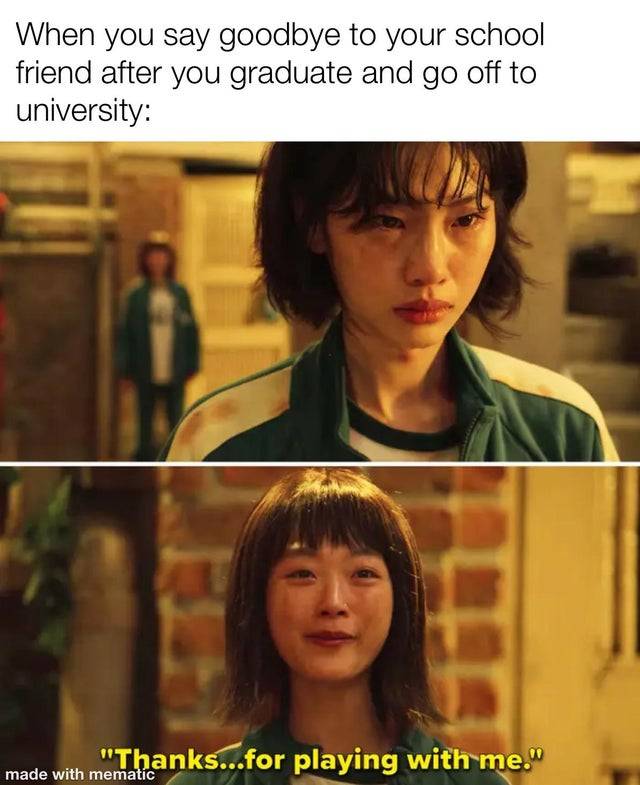 When you say goodbye to your school
friend after you graduate and go off to
university:
"Thanks...for playing with me."
made with mematic